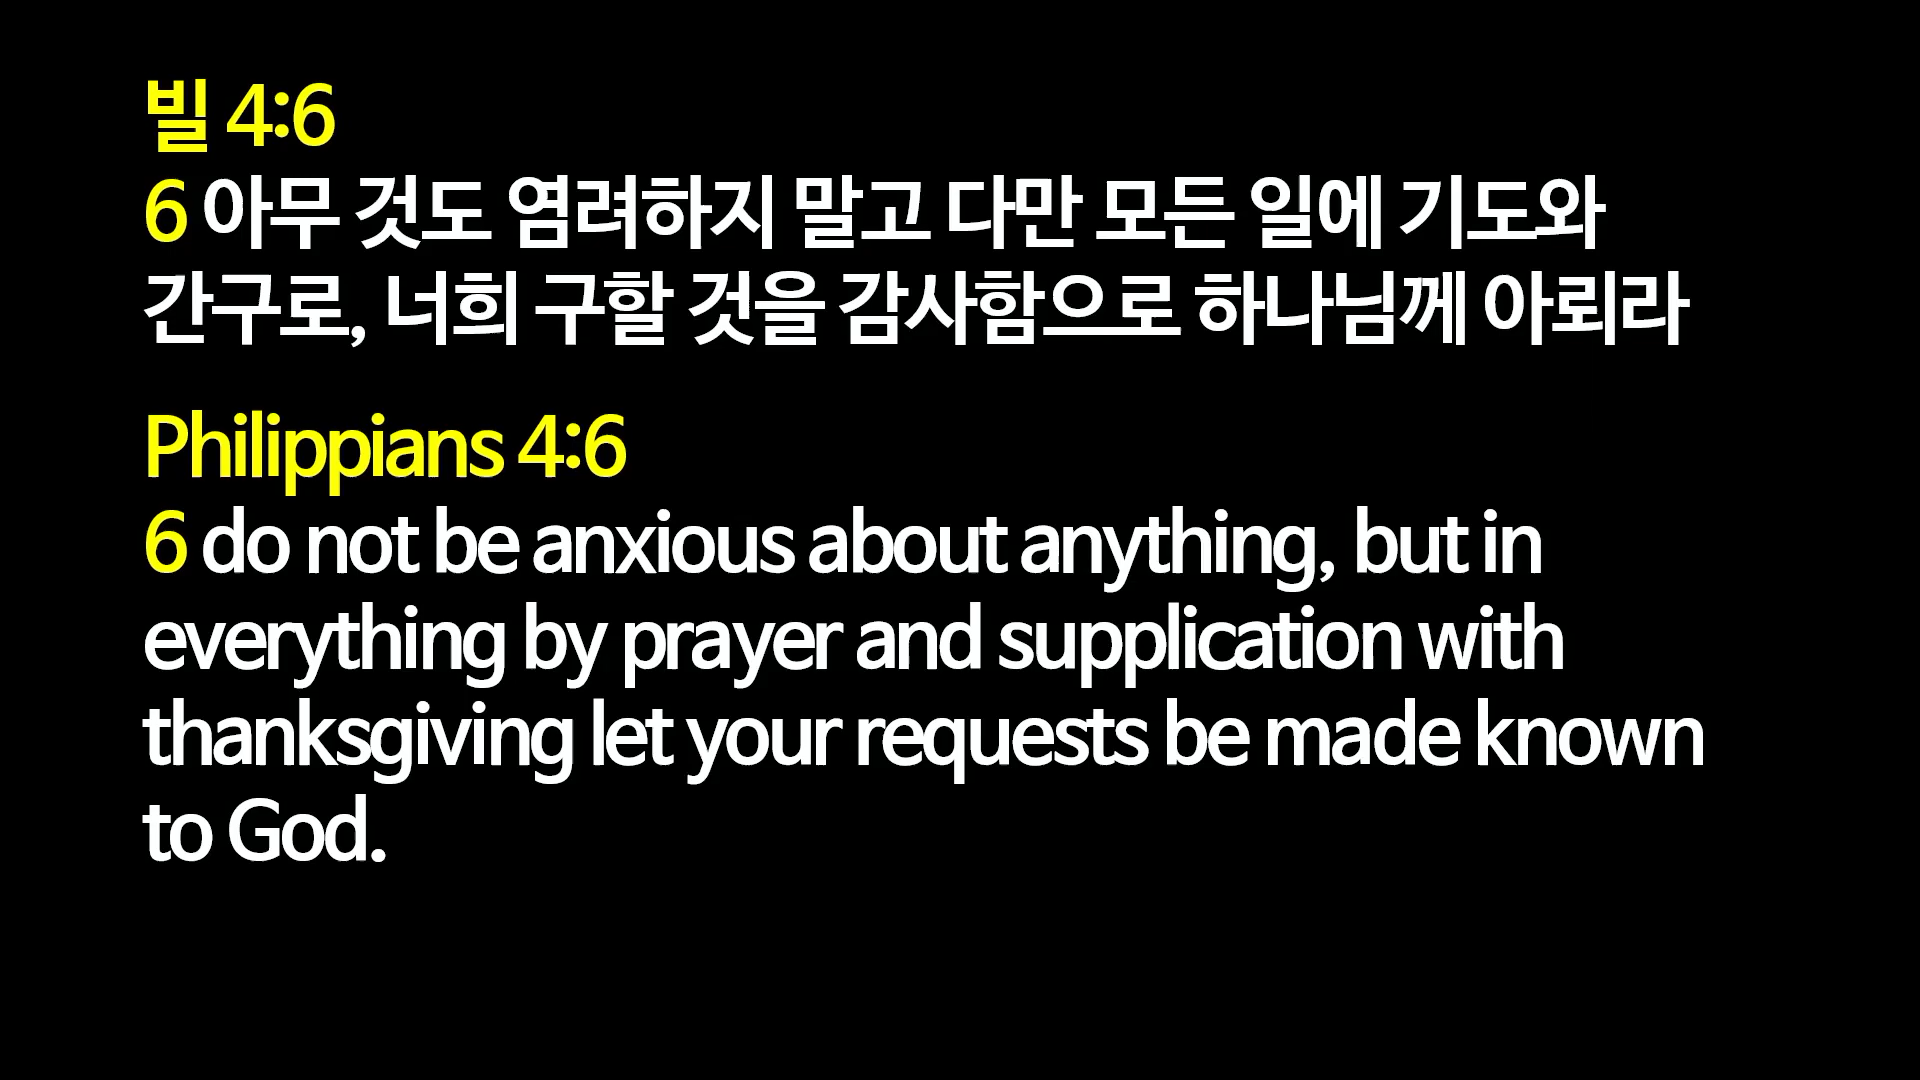 빌 4:6
6 아무 것도 염려하지 말고 다만 모든 일에 기도와
간구로, 너희 구할 것을 감사함으로 하나님께 아뢰라
Philippians 4:6
6 do not be anxious about anything, but in
everything by prayer and supplication with
thanksgiving let your requests be made known
to God.